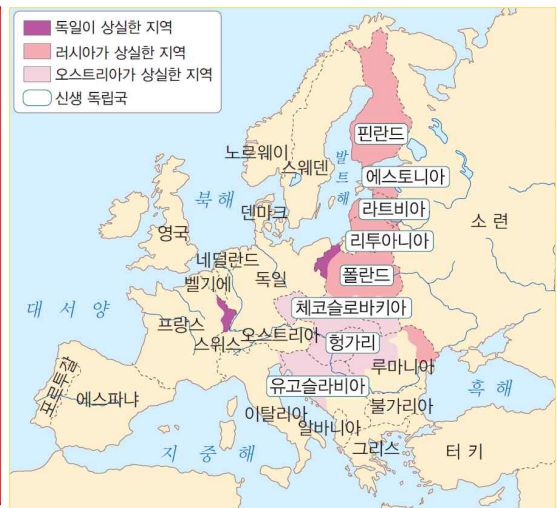 독일이 상실한 지역
러시아가 상실한 지역
오스트리아가 상실한 지역
신생 독립국
핀란드
노르웨이
스웨덴
발트해
에스토니아
북해
라트비아
덴마크
소련
영국
리투아니아
네덜란드
폴란드
벨기에
독일
대서양
체코슬로바키아
프랑스
오스트리아
스위스
헝가리
루마니아
유고슬라비아
흑해
포르투갈
에스파냐
불가리아
이탈리아
알바니아
그리스
터키
지중해